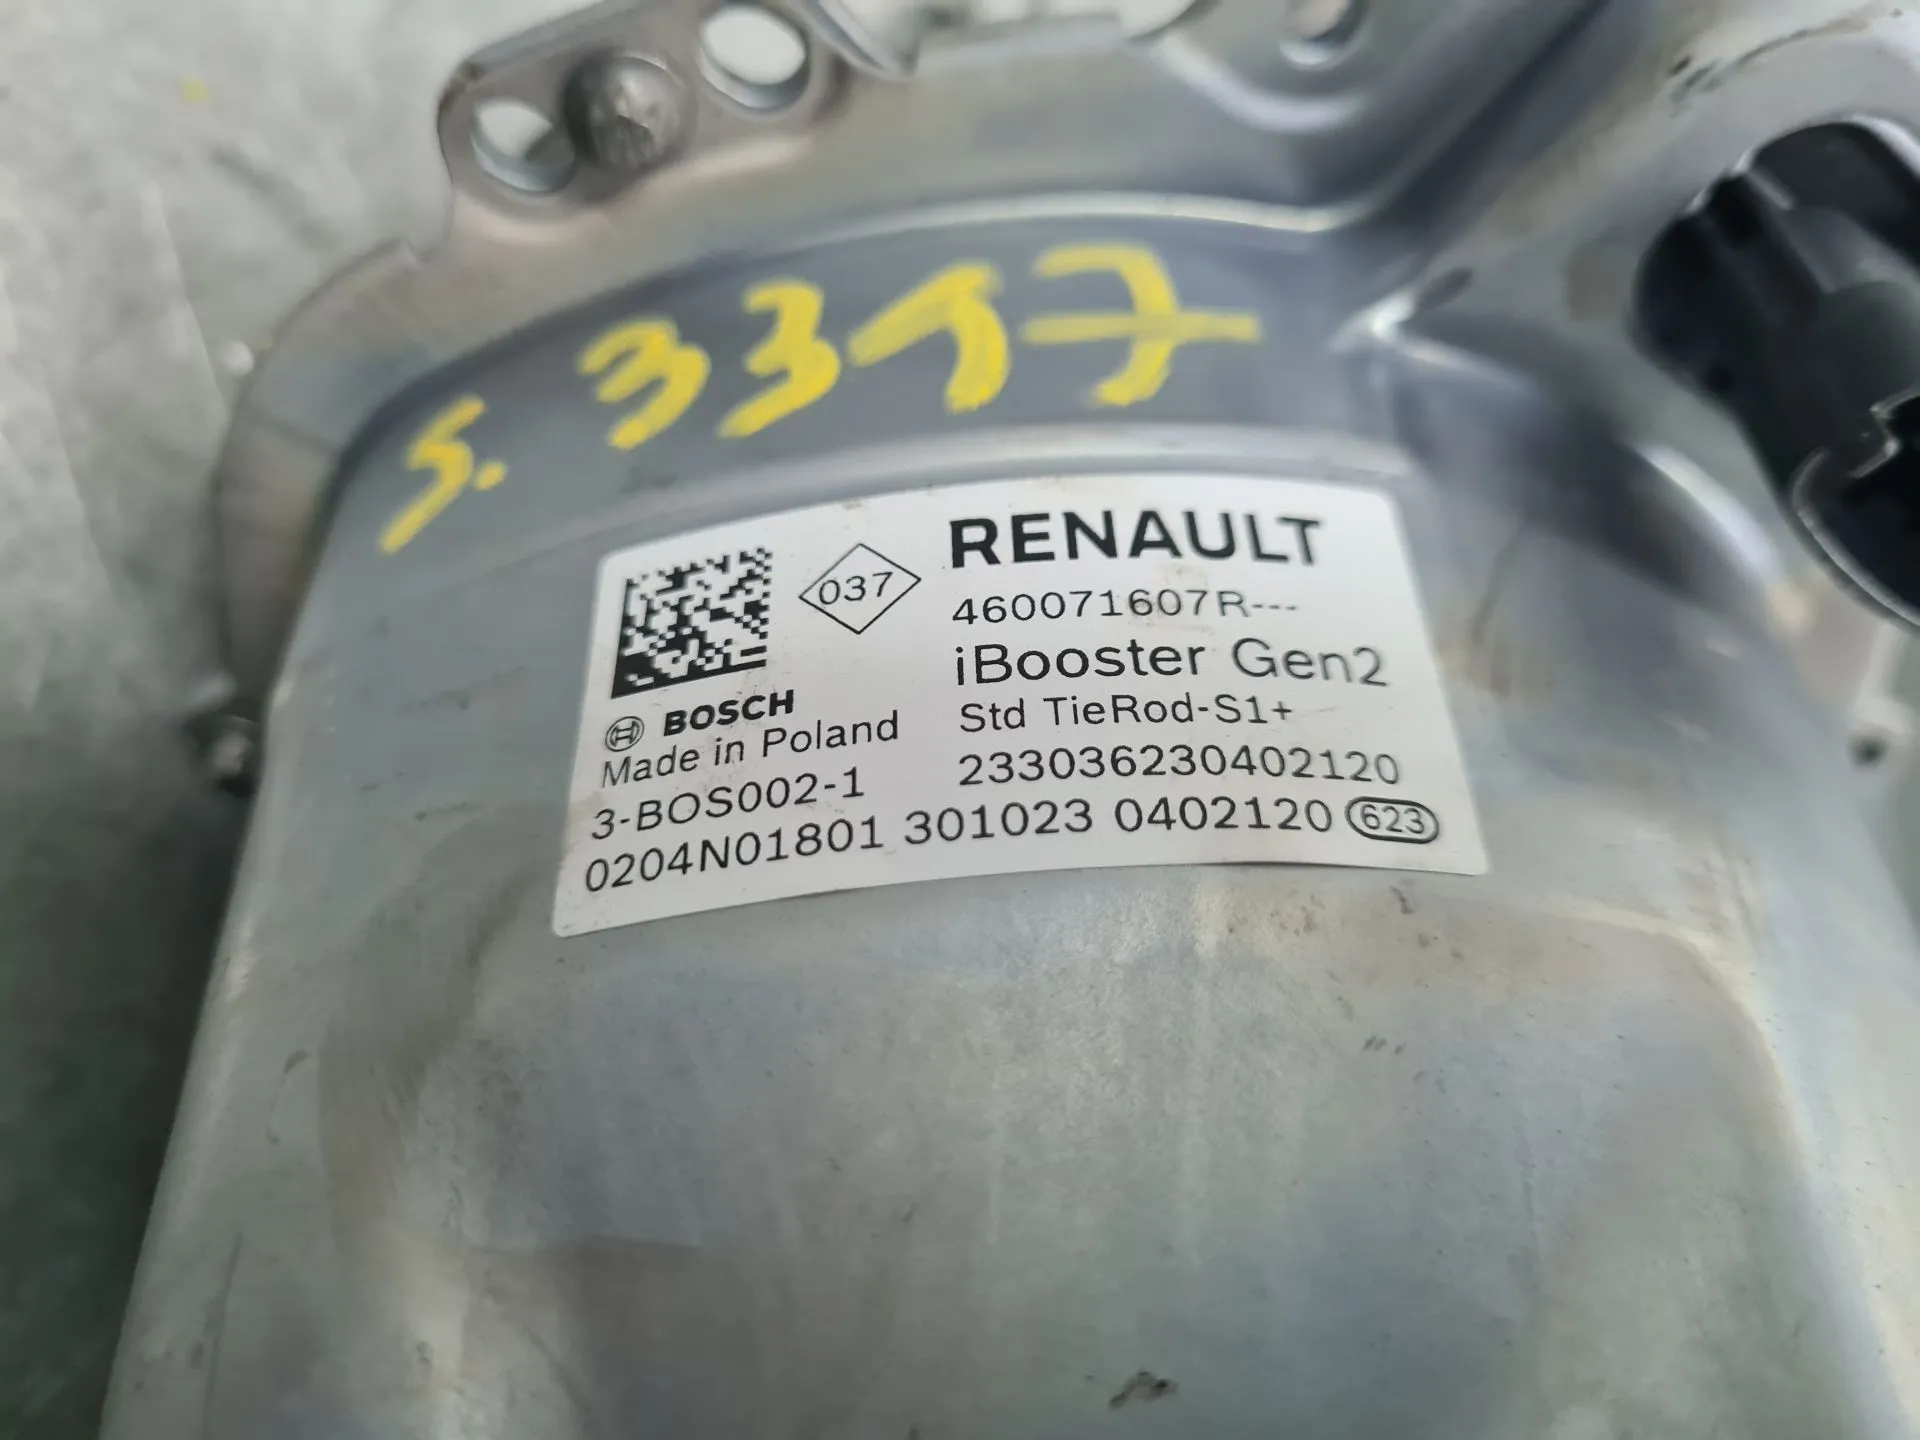 S. 3397
037
RENAULT
460071607R---
iBooster Gen2
Std TieRod-S1+
BOSCH
Made in Poland
233036230402120
3-BOS002-1
0204N01801 301023 0402120 623